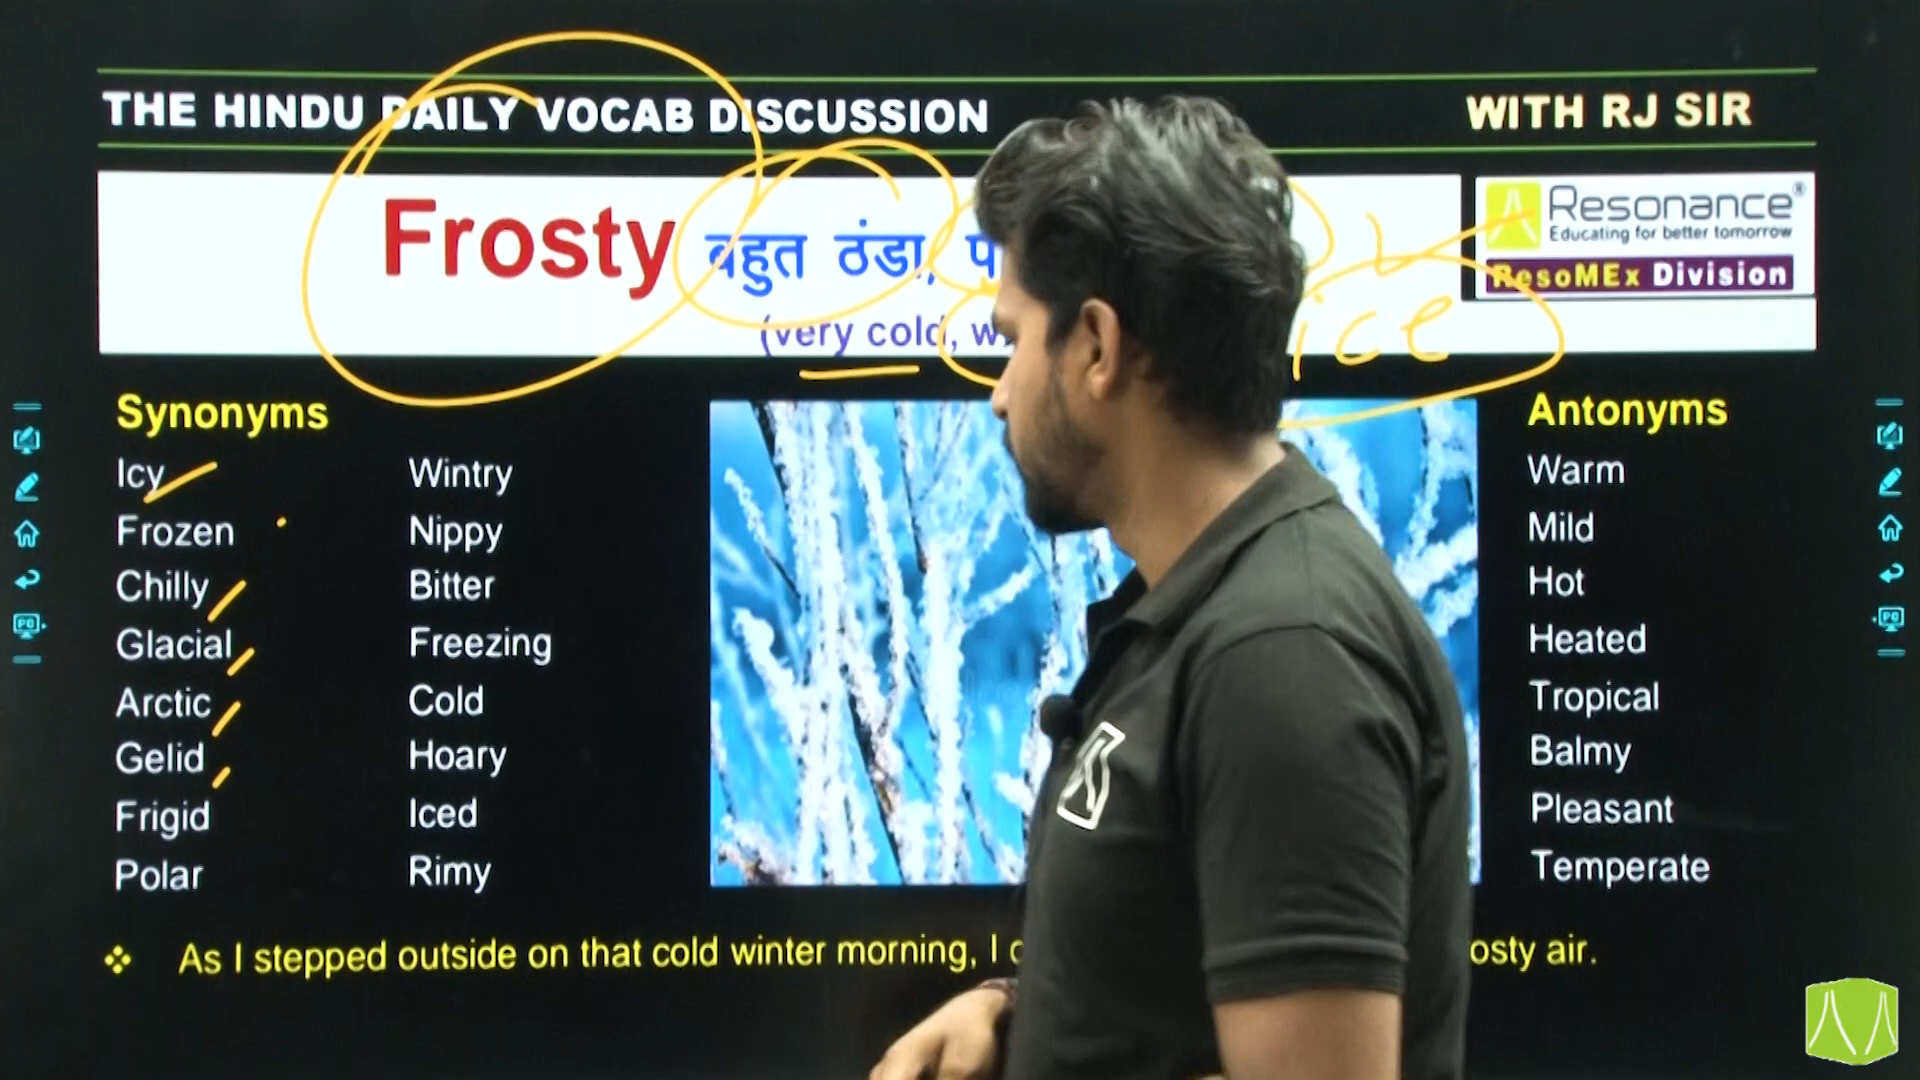 THE HINDU DAILY VOCAB DISCUSSION
WITH RJ SIR
Frosty बहुत ठंडा,
(very cold,
ice
Resonance®
Educating for better tomorrow
ResoMEx Division
Synonyms
Icy
Frozen
Chilly
Glacial
Arctic
Gelid
Frigid
Polar
Wintry
Nippy
Bitter
Freezing
Cold
Hoary
Iced
Rimy
Antonyms
Warm
Mild
Hot
Heated
Tropical
Balmy
Pleasant
Temperate
As I stepped outside on that cold winter morning, I
air.